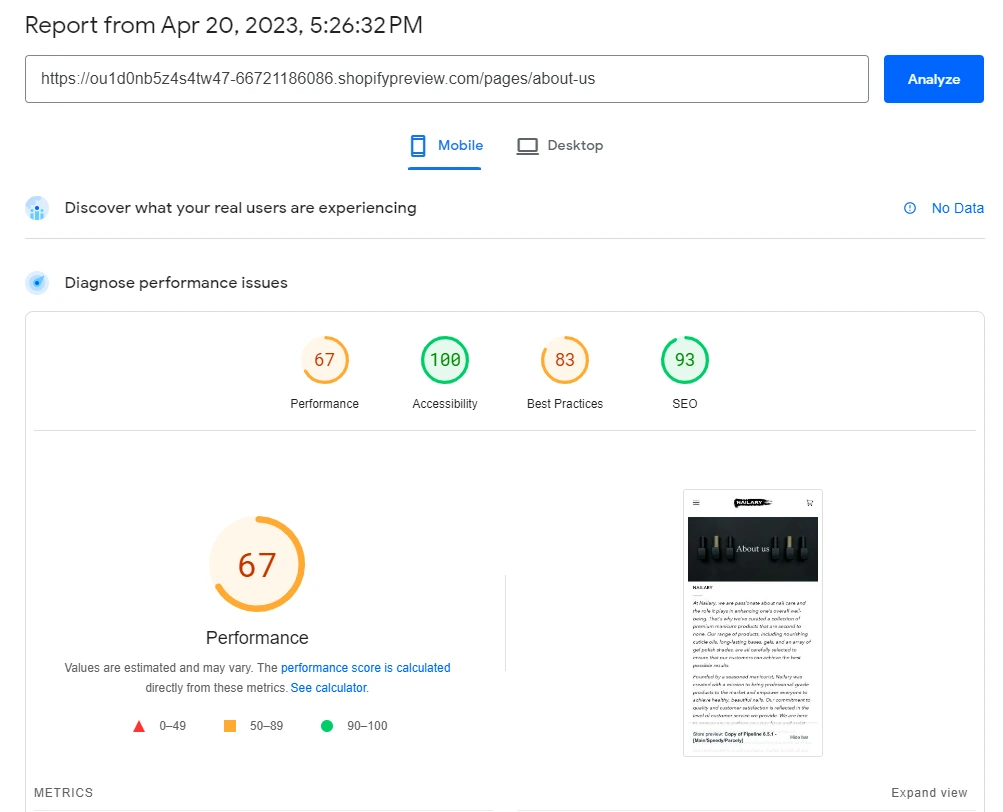 Report from Apr 20, 2023, 5:26:32 PM
https://ou1d0nb5z4s4tw47-66721186086.shopifypreview.com/pages/about-us
Analyze
Mobile
Desktop
Discover what your real users are experiencing
No Data
Diagnose performance issues
67
100
83
93
Performance
Accessibility
Best Practices
SEO
NAILARY
About us
67
NAILARY
At Nailary, we are passionate about nail care and
the role it plays in enhancing one's overall well-
being. That's why we've curated a collection of
premium manicure products that are second to
none. Our range of products, including nourishing
cuticle oils, long-lasting bases, gels, and an array of
gel polish shades, are all carefully selected to
ensure that our customers can achieve the best
possible results.
Performance
Values are estimated and may vary. The performance score is calculated
directly from these metrics. See calculator.
Founded by a seasoned manicurist, Nailary was
created with a mission to bring professional-grade
products to the market and empower everyone to
achieve healthy, beautiful nails. Our commitment to
quality and customer satisfaction is reflected in the
level of customer service we provide. We are here
0–49
50–89
90–100
Store preview: Copy of Pipeline 6.5.1 -
[Main/Speedy/Parcely]
Hide bar
METRICS
Expand view